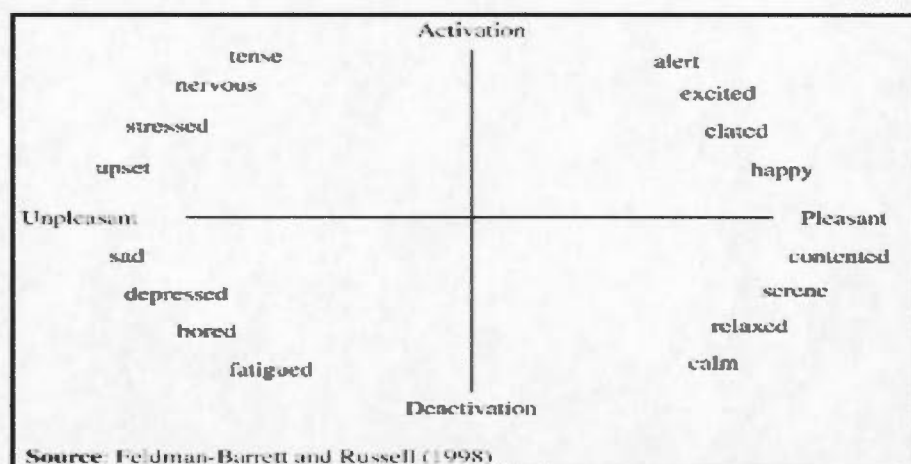 Activation
tense alert
nervous excited
stressed elated
upset happy
Unpleasant Pleasant
sad contented
depressed serene
bored relaxed
fatigued calm
Deactivation
Source: Feldman-Barrett and Russell (1998)